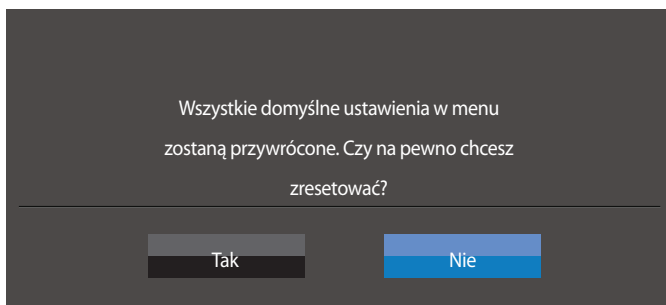 Wszystkie domyślne ustawienia w menu
zostaną przywrócone. Czy na pewno chcesz
zresetować?
Tak
Nie